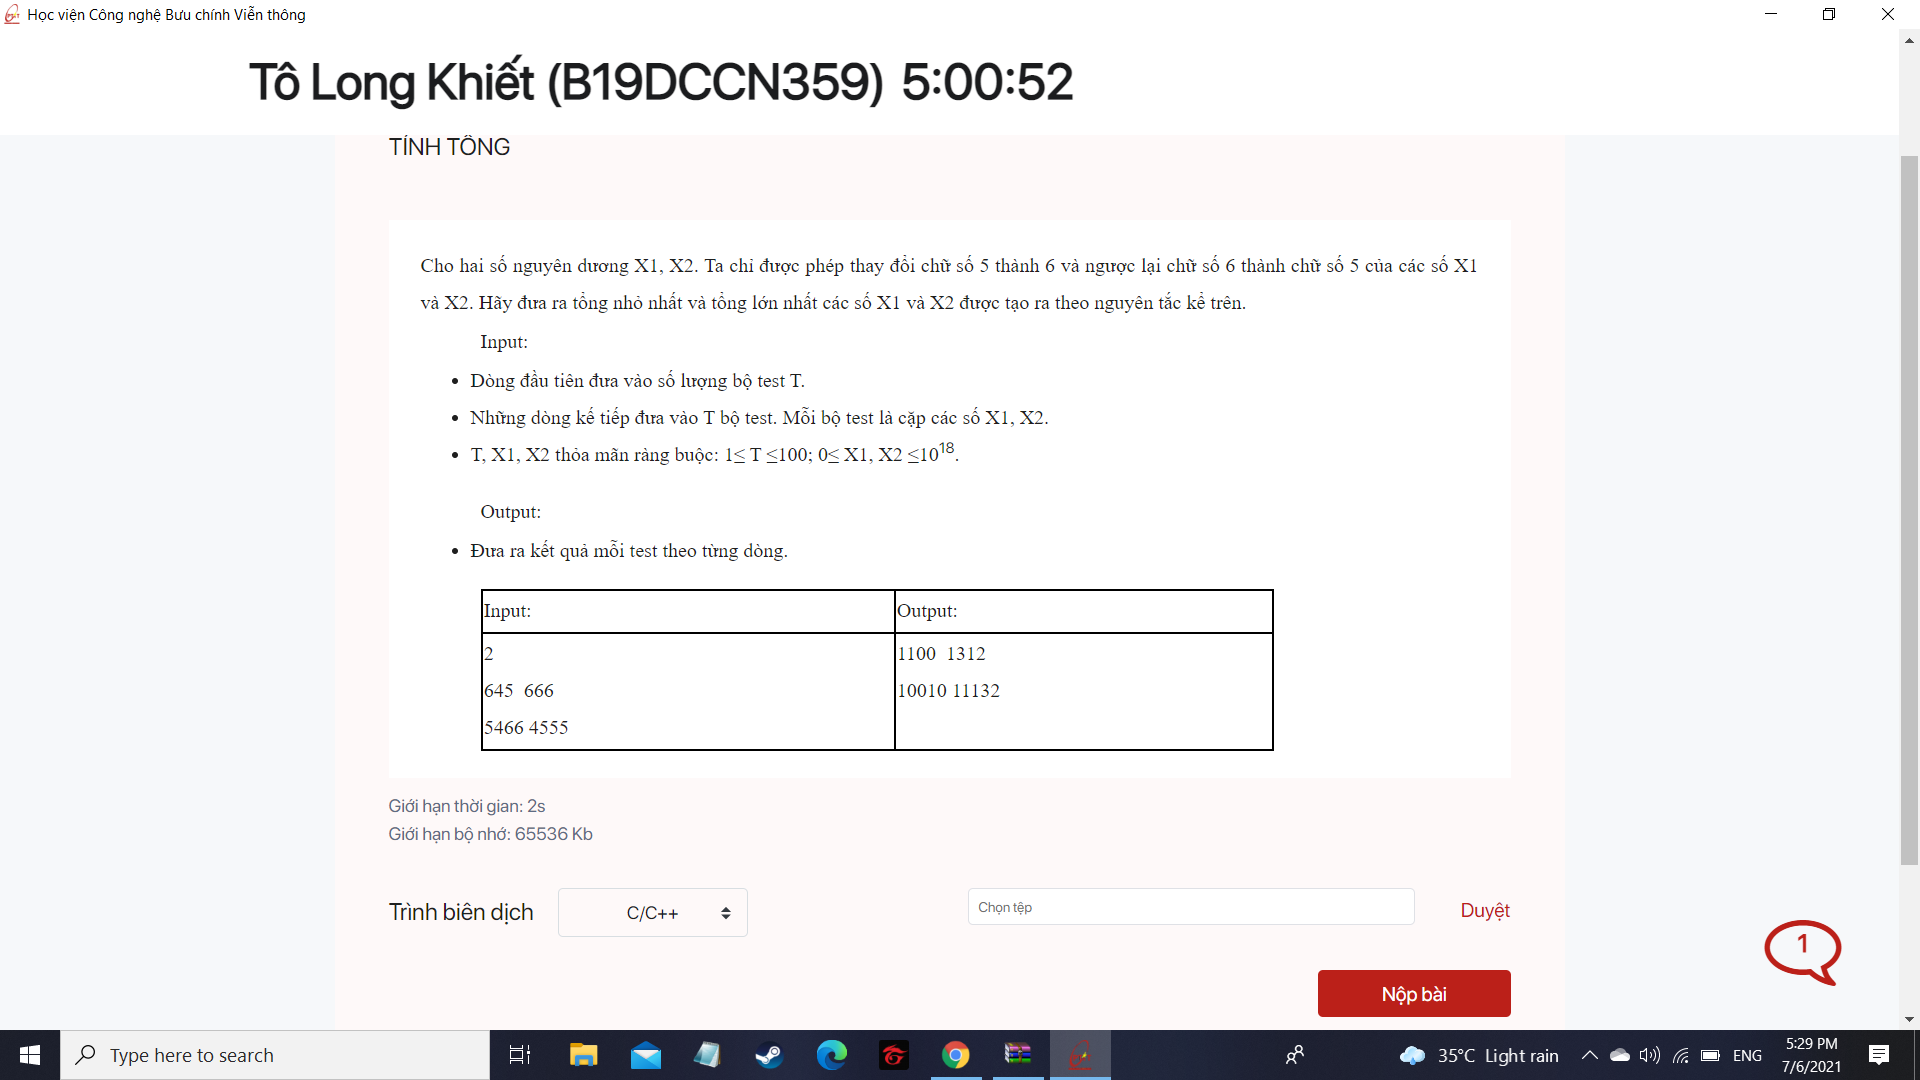 Học viện Công nghệ Bưu chính Viễn thông
Tô Long Khiết (B19DCCN359) 5:00:52
TÍNH TỔNG
Cho hai số nguyên dương X1, X2. Ta chỉ được phép thay đổi chữ số 5 thành 6 và ngược lại chữ số 6 thành chữ số 5 của các số X1
và X2. Hãy đưa ra tổng nhỏ nhất và tổng lớn nhất các số X1 và X2 được tạo ra theo nguyên tắc kể trên.
Input:
• Dòng đầu tiên đưa vào số lượng bộ test T.
• Những dòng kế tiếp đưa vào T bộ test. Mỗi bộ test là cặp các số X1, X2.
• T, X1, X2 thỏa mãn ràng buộc: 1≤ T ≤100; 0≤ X1, X2 ≤10^18.
Output:
• Đưa ra kết quả mỗi test theo từng dòng.
Input: Output:
2 1100 1312
645 666 10010 11132
5466 4555
Giới hạn thời gian: 2s
Giới hạn bộ nhớ: 65536 Kb
Trình biên dịch C/C++ Chọn tệp Duyệt
1
Nộp bài
Type here to search
35°C Light rain
ENG
5:29 PM
7/6/2021